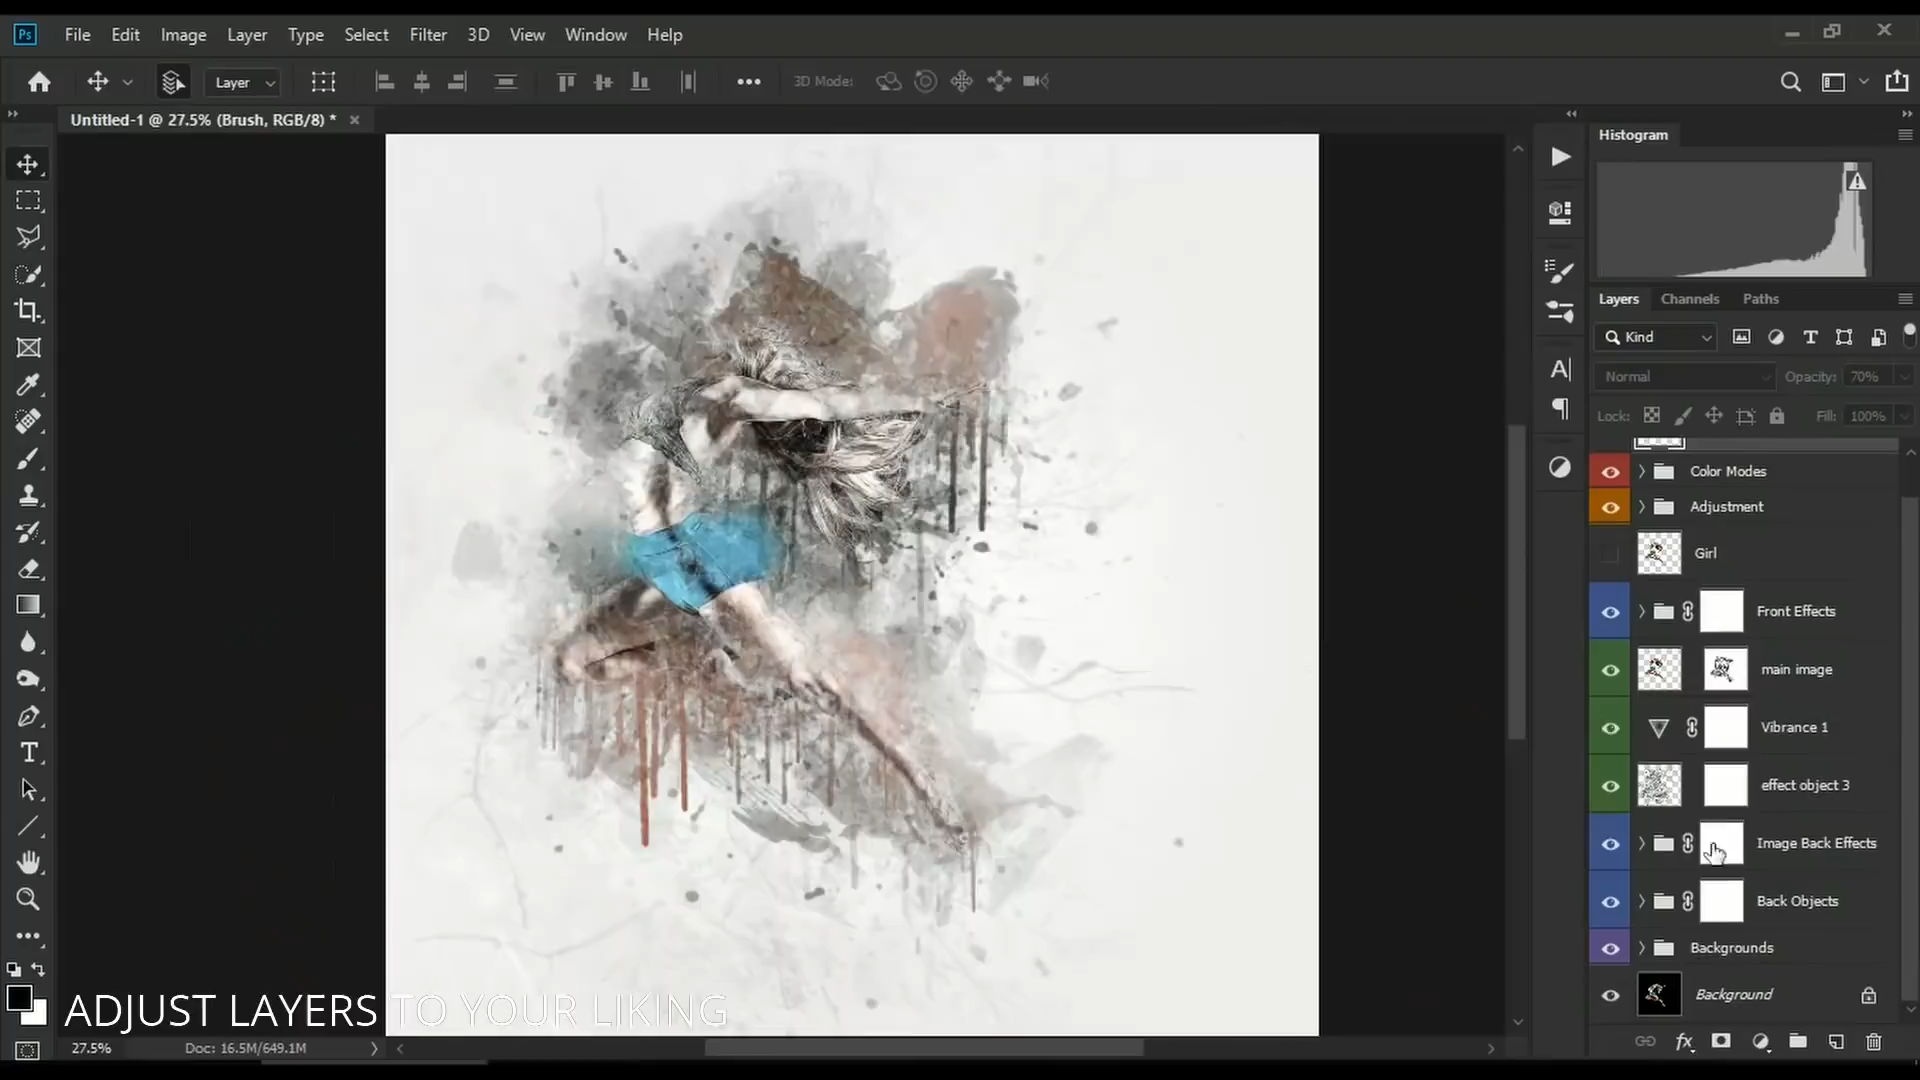 Ps File Edit Image Layer Type Select Filter 3D View Window Help
Layer 3D Mode:
Untitled-1 @ 27.5% (Brush, RGB/8) *
Histogram
Layers Channels Paths
Kind
Normal Opacity: 70%
Lock: Fill: 100%
Color Modes
Adjustment
Girl
Front Effects
main image
Vibrance 1
effect object 3
Image Back Effects
Back Objects
Backgrounds
Background
ADJUST LAYERS TO YOUR LIKING
27.5% Doc: 16.5M/649.1M